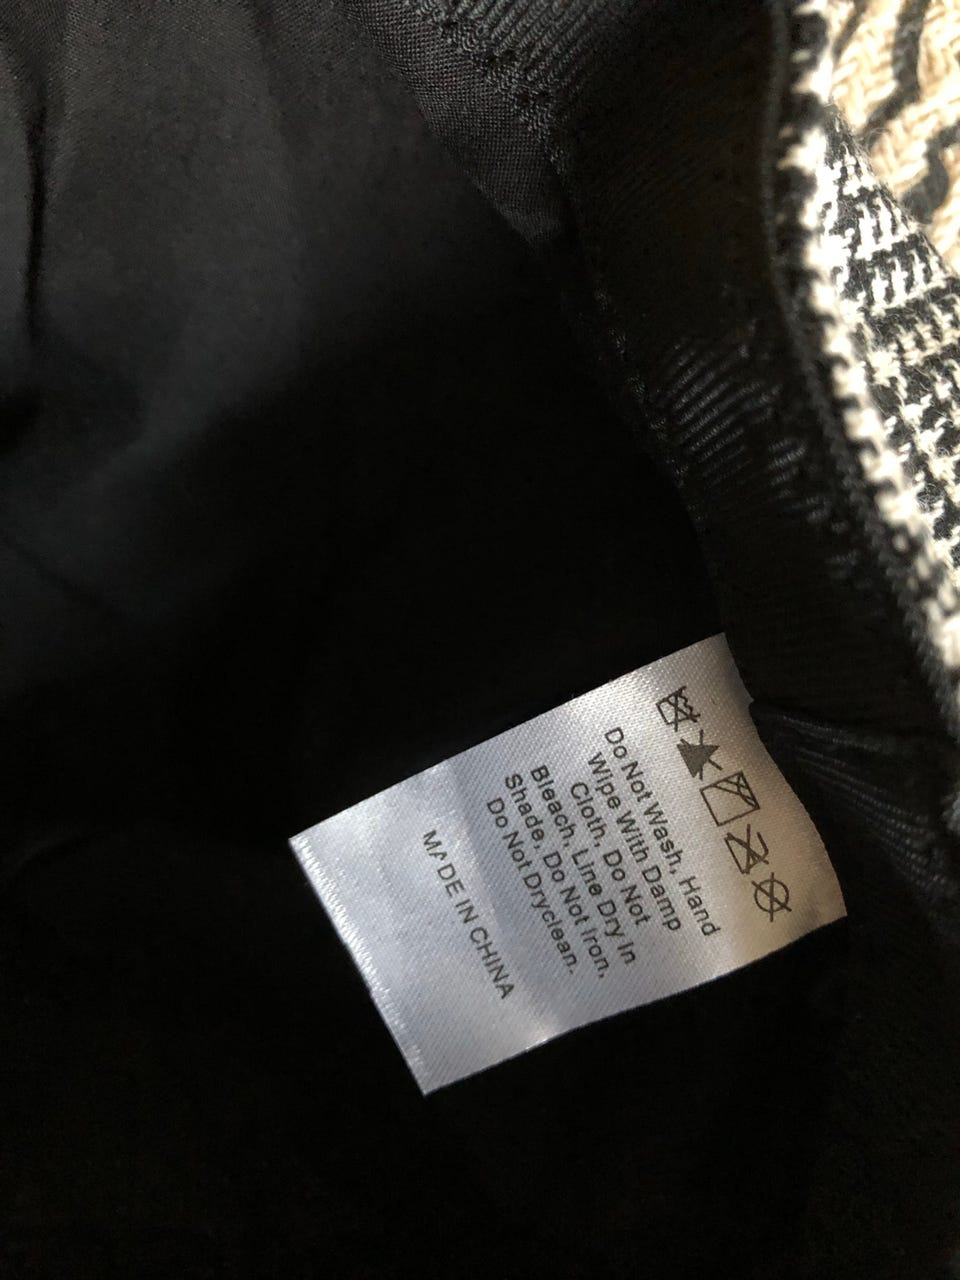 Do Not Wash, Hand
Wipe With Damp
Cloth, Do Not
Bleach, Line Dry In
Shade, Do Not Iron,
Do Not Dryclean.
MADE IN CHINA